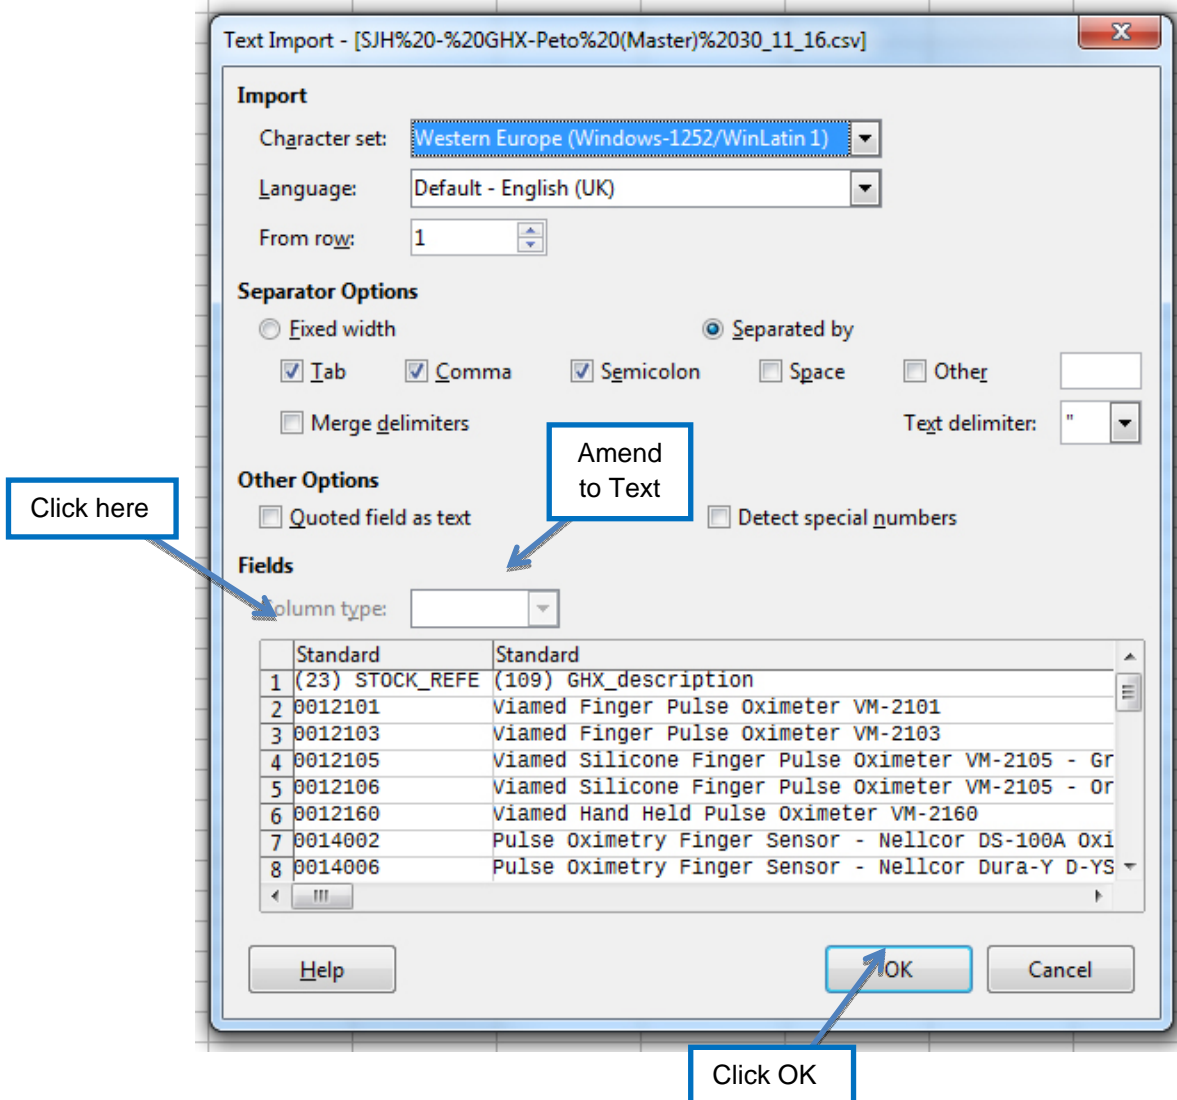 Text Import - [SJH%20-%20GHX-Peto%20(Master)%2030_11_16.csv]
x
Import
Character set: Western Europe (Windows-1252/WinLatin 1)
Language: Default - English (UK)
From row: 1
Separator Options
Fixed width Separated by
Tab Comma Semicolon Space Other
Merge delimiters Text delimiter: "
Amend
to Text
Other Options
Click here
Quoted field as text Detect special numbers
Fields
Column type:
Standard Standard
1 (23) STOCK_REFE (109) GHX_description
2 0012101 Viamed Finger Pulse Oximeter VM-2101
3 0012103 Viamed Finger Pulse Oximeter VM-2103
4 0012105 Viamed Silicone Finger Pulse Oximeter VM-2105 - Gr
5 0012106 Viamed Silicone Finger Pulse Oximeter VM-2105 - Or
6 0012160 Viamed Hand Held Pulse Oximeter VM-2160
7 0014002 Pulse Oximetry Finger Sensor - Nellcor DS-100A Oxi
8 0014006 Pulse Oximetry Finger Sensor - Nellcor Dura-Y D-YS
Help OK Cancel
Click OK